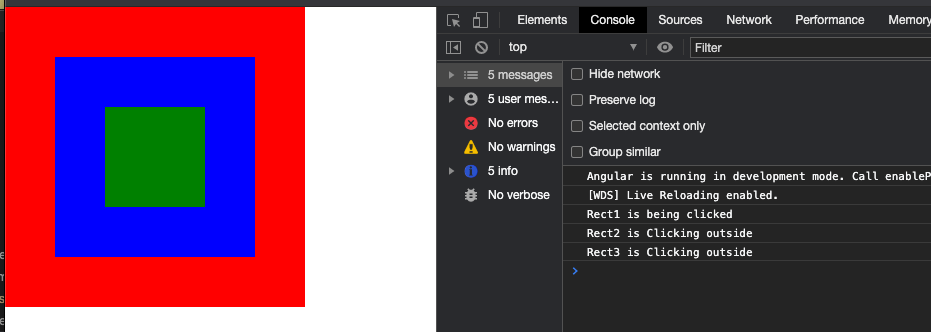 Elements Console Sources Network Performance Memory
top Filter
5 messages
5 user mes...
No errors
No warnings
5 info
No verbose
Hide network
Preserve log
Selected context only
Group similar
Angular is running in development mode. Call enableP
[WDS] Live Reloading enabled.
Rect1 is being clicked
Rect2 is Clicking outside
Rect3 is Clicking outside